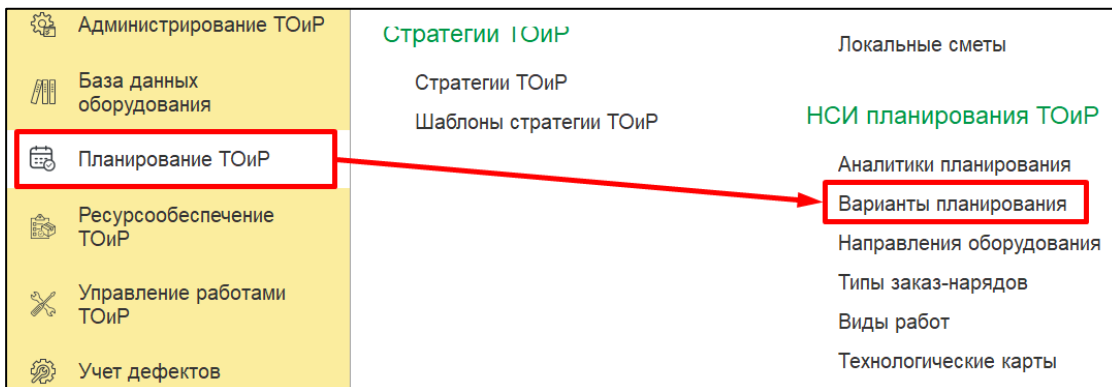 Администрирование ТОиР
База данных
оборудования
Планирование ТОиР
Ресурсообеспечение
ТОиР
Управление работами
ТОиР
Учет дефектов
Стратегии ТОиР
Стратегии ТОиР
Шаблоны стратегии ТОиР
Локальные сметы
НСИ планирования ТОиР
Аналитики планирования
Варианты планирования
Направления оборудования
Типы заказ-нарядов
Виды работ
Технологические карты